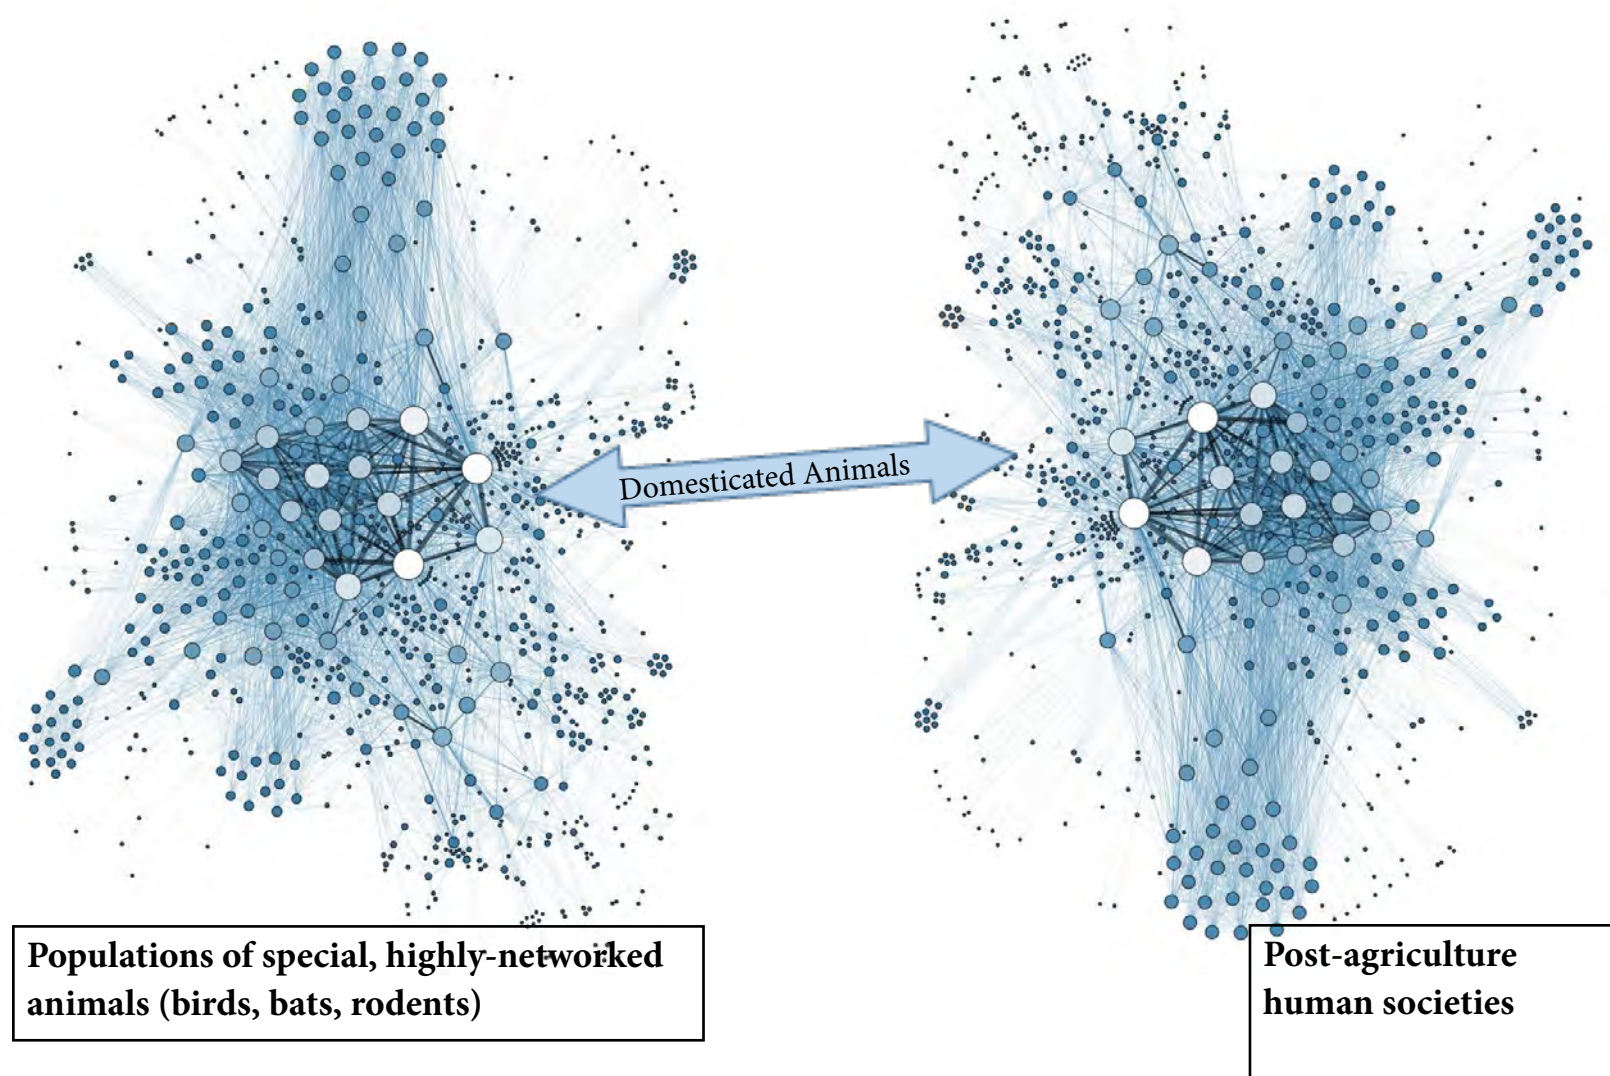 Domesticated Animals
Populations of special, highly-networked
animals (birds, bats, rodents)
Post-agriculture
human societies